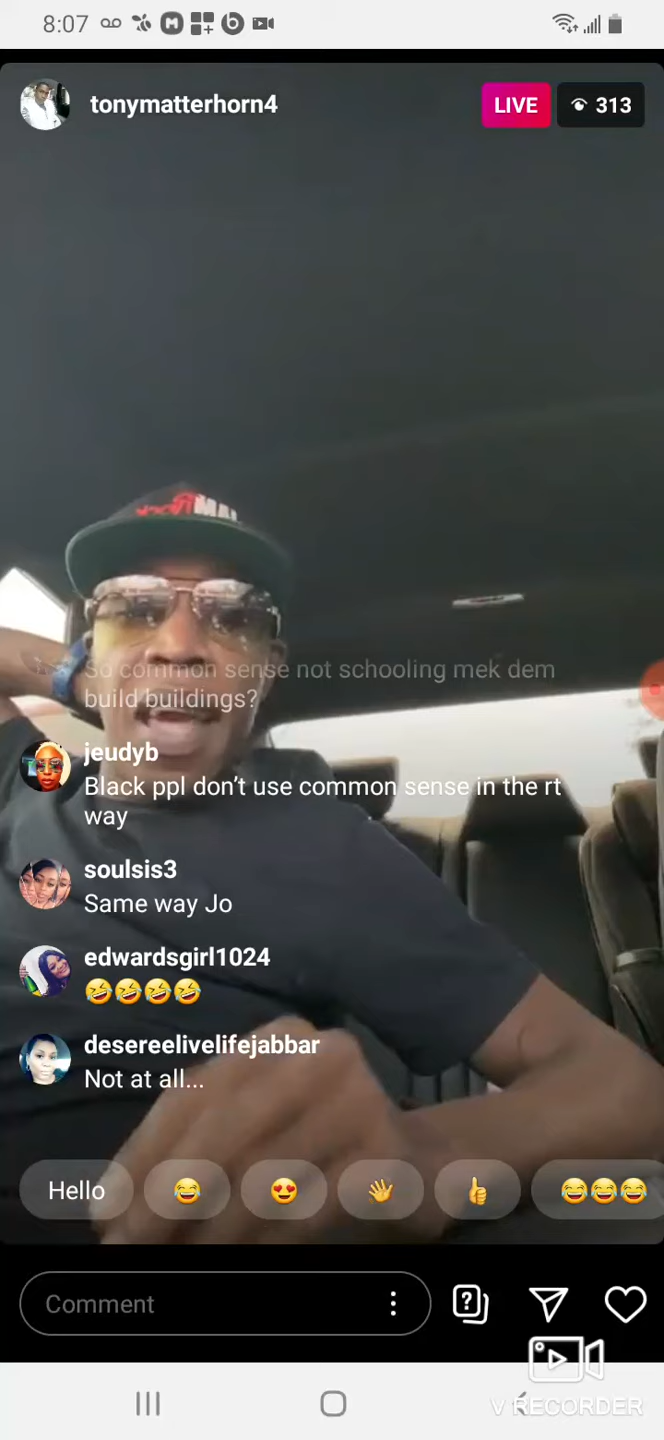 8:07
tonymatterhorn4
LIVE
313
So common sense not schooling mek dem
build buildings?
jeudyb
Black ppl don't use common sense in the rt
way
soulsis3
Same way Jo
edwardsgirl1024
🤣🤣🤣🤣
desereelivelifejabbar
Not at all...
Hello 😂 😍 👋 👍 😂😂😂
Comment
V RECORDER